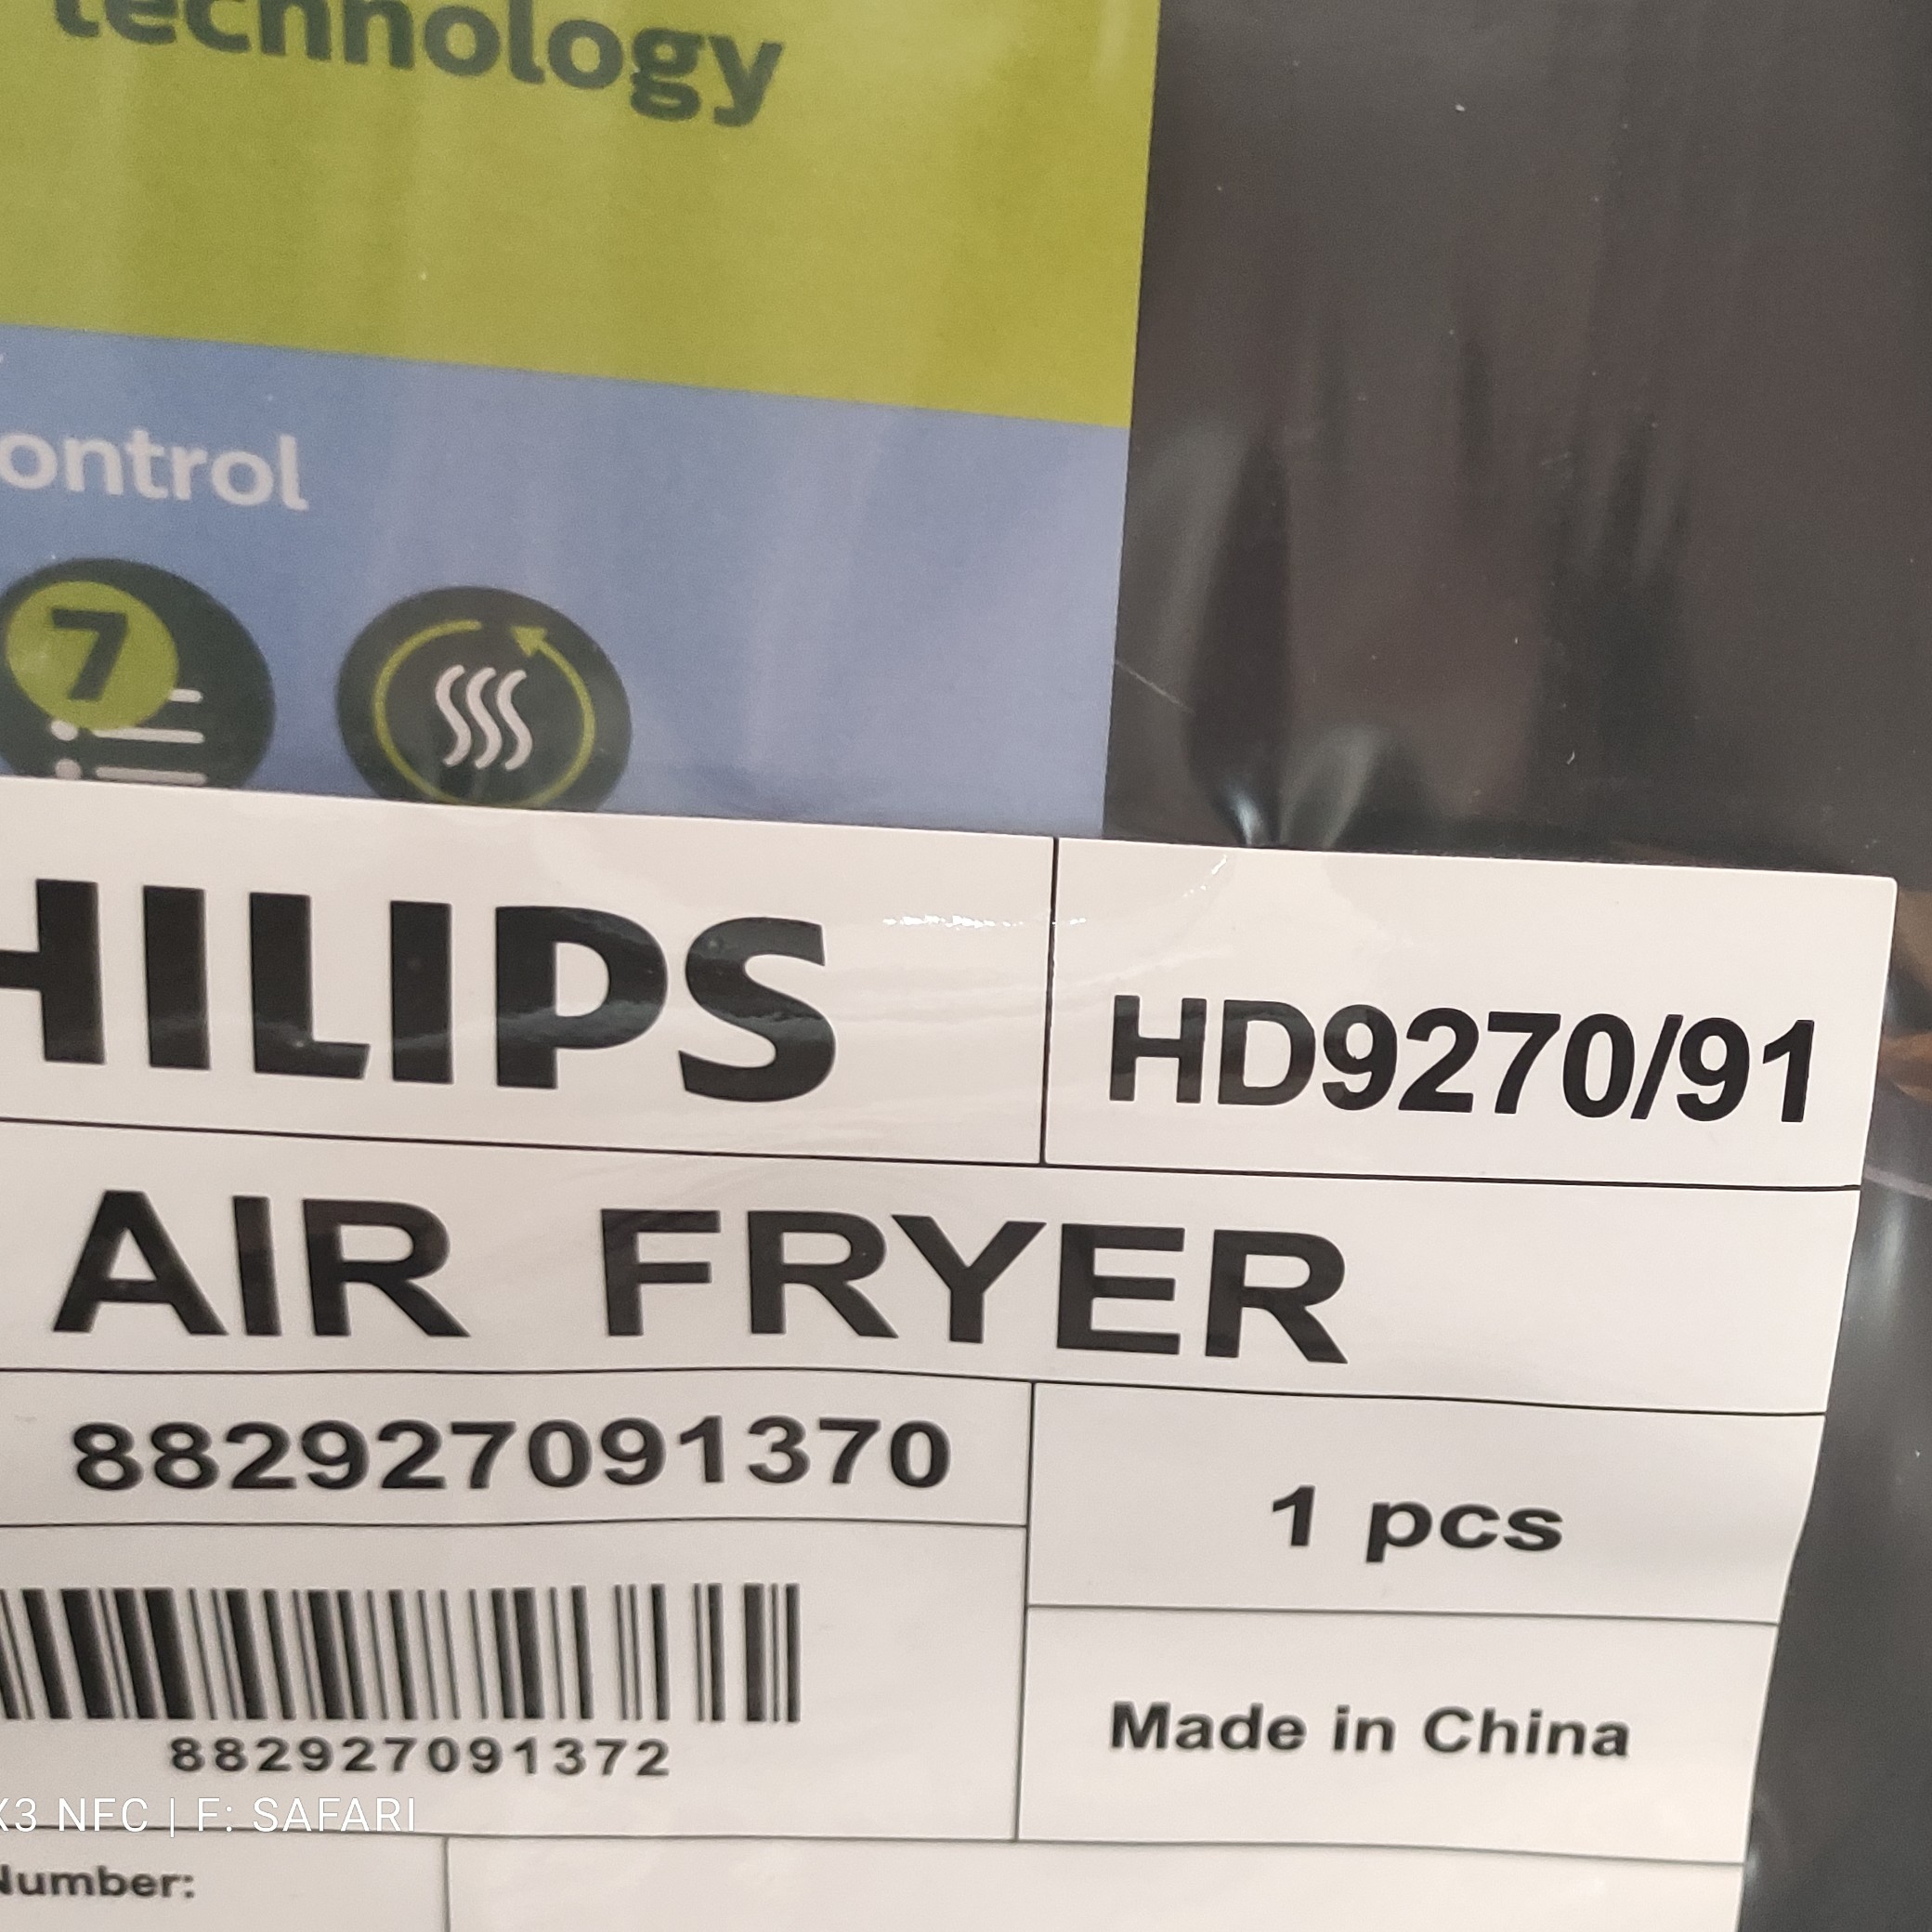 technology
ontrol
7
HILIPS
HD9270/91
AIR FRYER
882927091370
1 pcs
882927091372
Made in China
X3 NFC | F: SAFARI
Number: